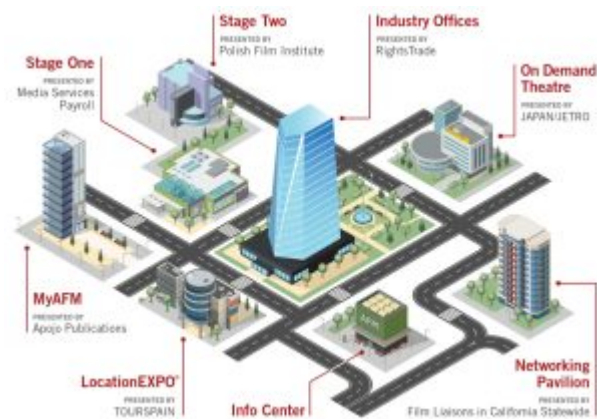 Stage Two
PRESENTED BY
Polish Film Institute
Industry Offices
PRESENTED BY
RightsTrade
Stage One
PRESENTED BY
Media Services
Payroll
On Demand
Theatre
PRESENTED BY
JAPAN/JETRO
MyAFM
PRESENTED BY
Apojo Publications
AFM
LocationEXPO®
PRESENTED BY
TOURSPAIN
Info Center
Networking
Pavilion
PRESENTED BY
Film Liaisons in California Statewide